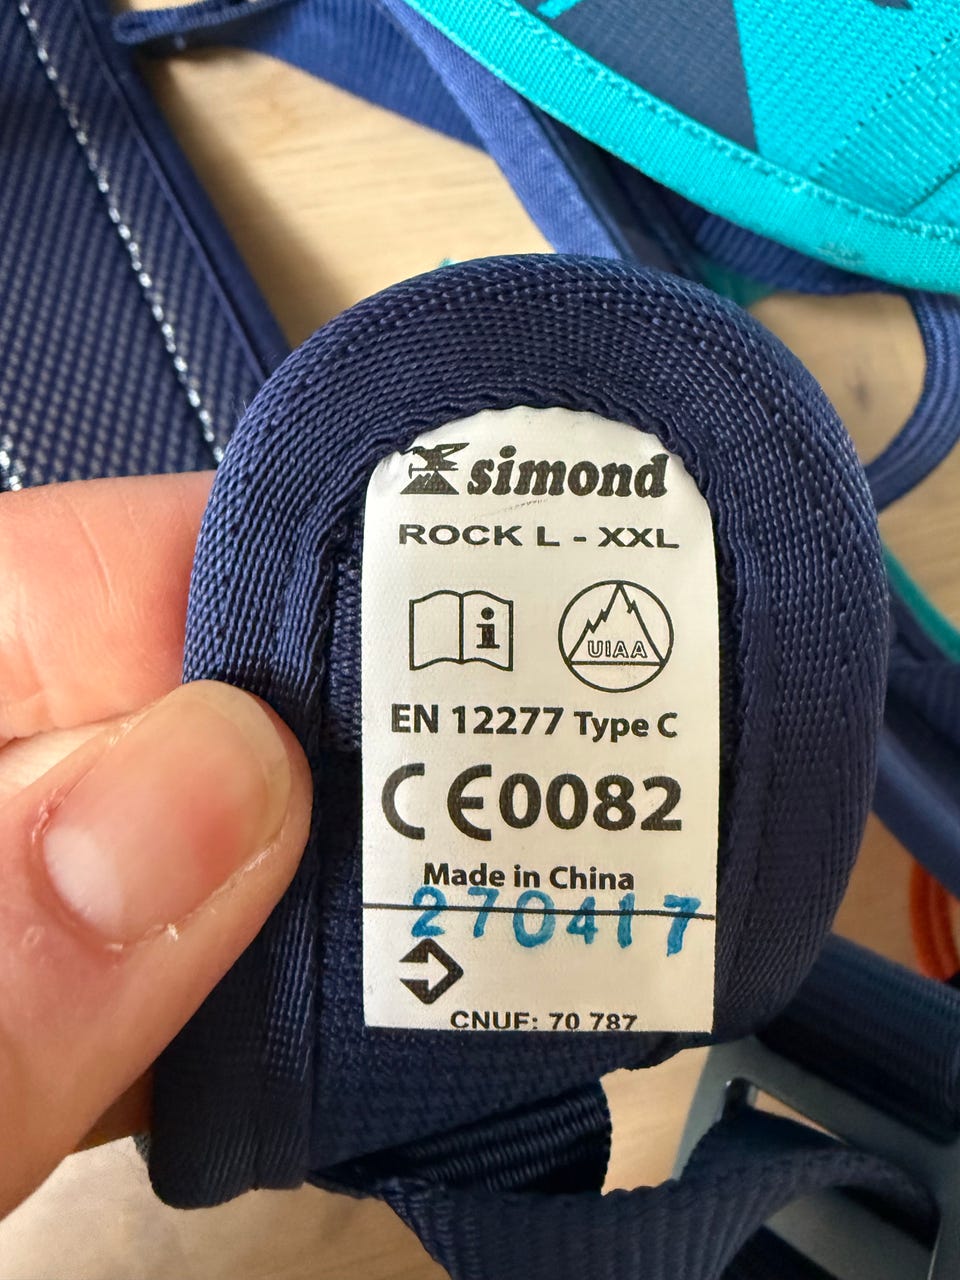 simond
ROCK L - XXL
i
UIAA
EN 12277 Type C
CE0082
Made in China
270417
CNUF: 70 787